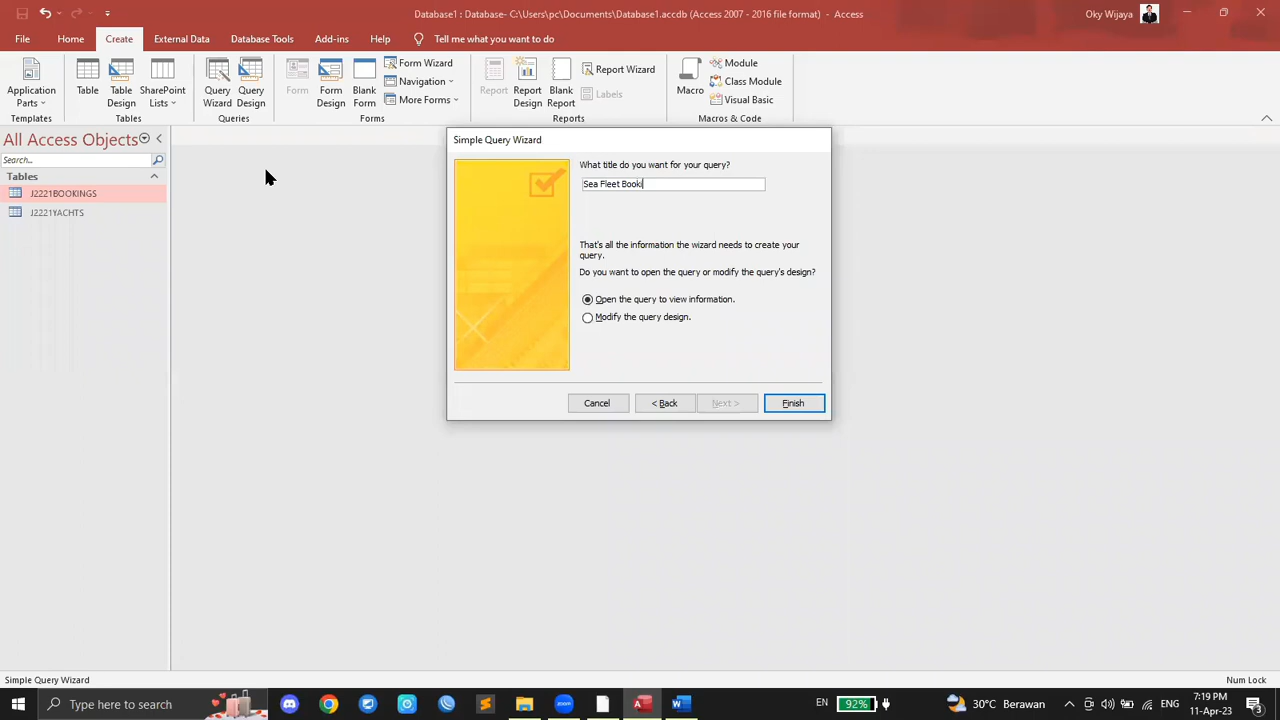 Database1 : Database- C:\Users\pc\Documents\Database1.accdb (Access 2007 - 2016 file format) - Access
Oky Wijaya
File Home Create External Data Database Tools Add-ins Help Tell me what you want to do
Application Parts
Table
Table Design
SharePoint Lists
Query Wizard
Query Design
Form
Form Design
Blank Form
Form Wizard
Navigation
More Forms
Report
Report Design
Blank Report
Report Wizard
Labels
Macro
Module
Class Module
Visual Basic
Templates Tables Queries Forms Reports Macros & Code
All Access Objects
Search...
Tables
J2221BOOKINGS
J2221YACHTS
Simple Query Wizard
What title do you want for your query?
Sea Fleet Booki
That's all the information the wizard needs to create your
query.
Do you want to open the query or modify the query's design?
Open the query to view information.
Modify the query design.
Cancel < Back Next > Finish
Simple Query Wizard
Num Lock
Type here to search
EN
92%
30°C Berawan
ENG
7:19 PM
11-Apr-23
3